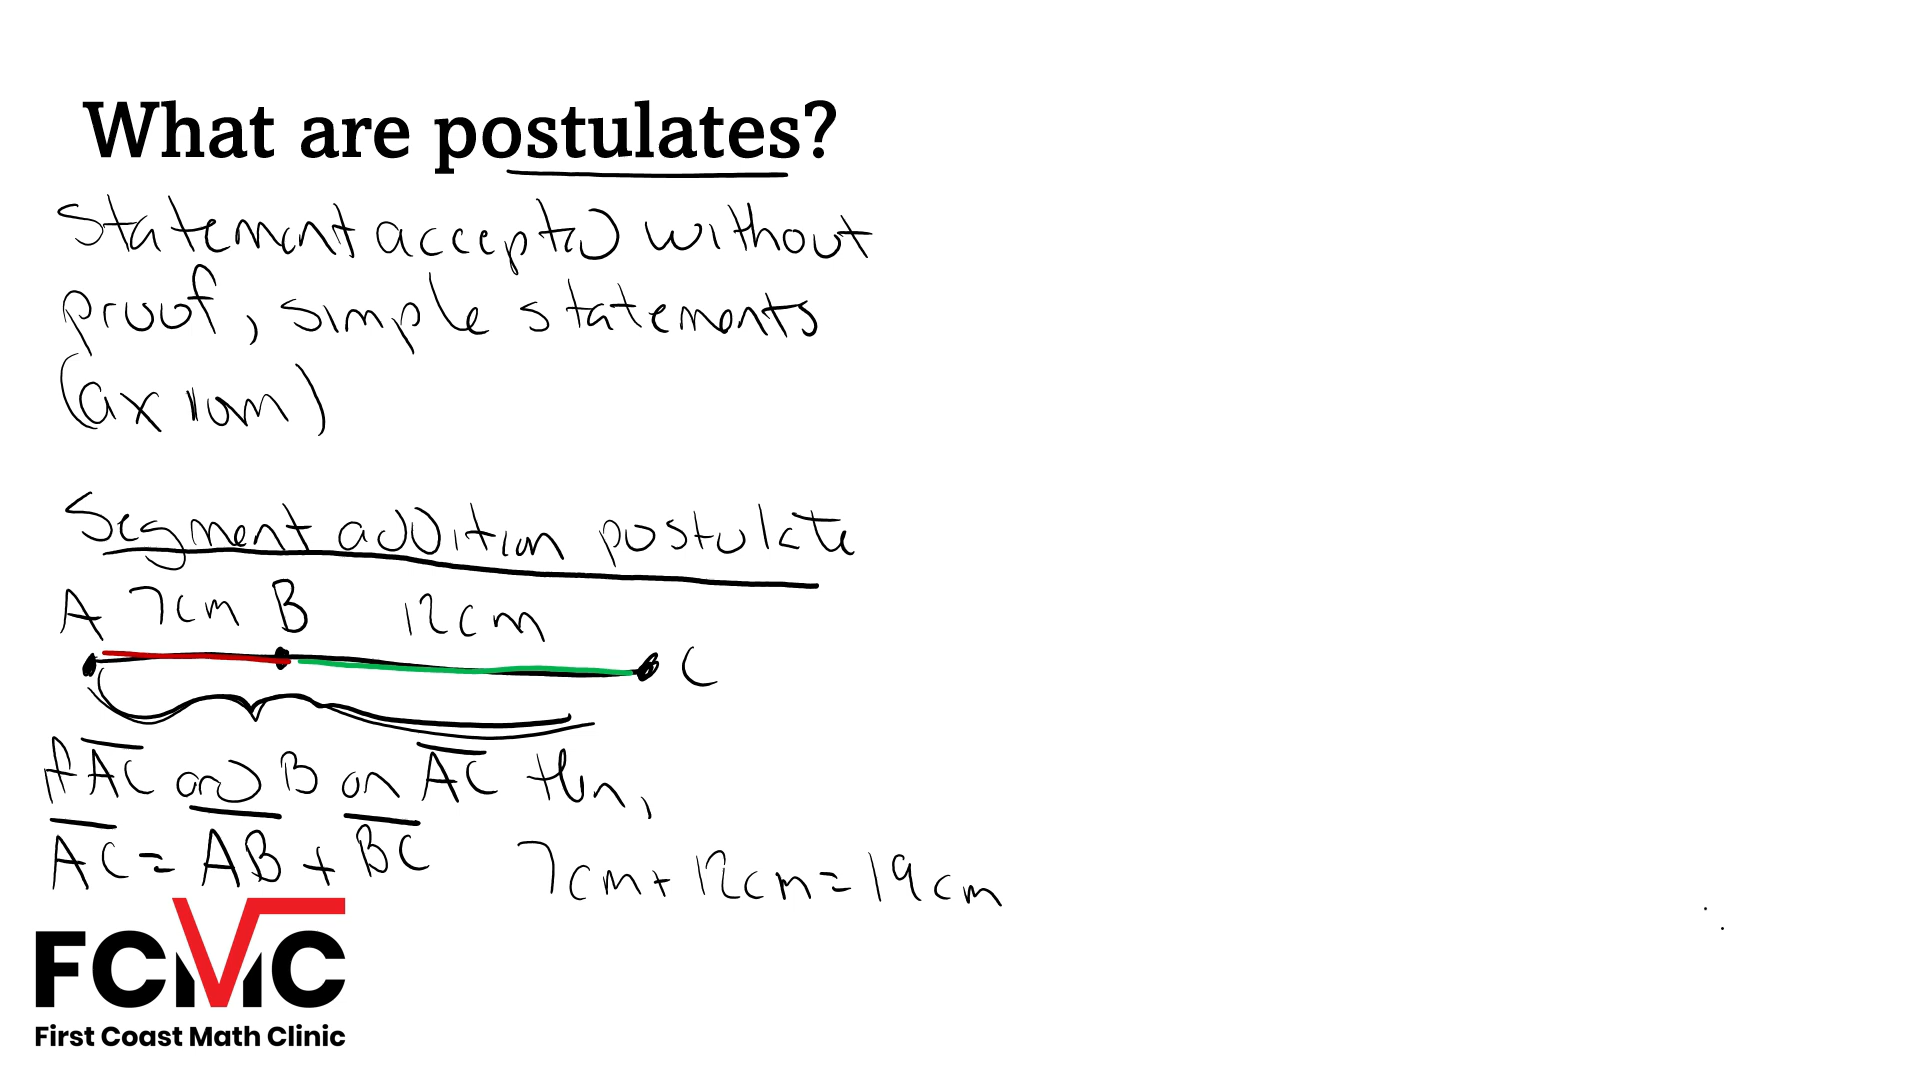 What are postulates?
Statement accepted without
proof, simple statements
(axiom)
Segment addition postulate
A 7cm B 12cm
C
if AC and B on AC then,
AC = AB + BC 7cm + 12cm = 19cm
FCMC
First Coast Math Clinic